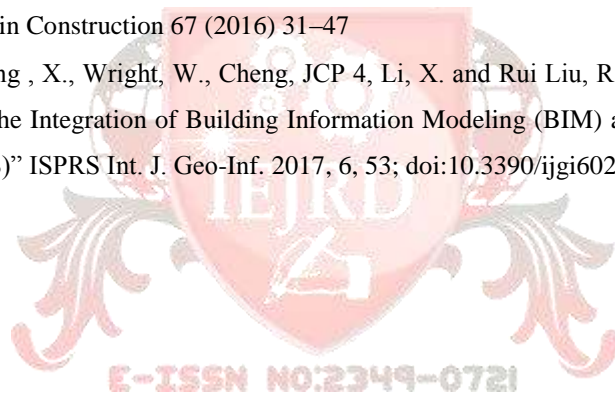 in Construction 67 (2016) 31–47
ng , X., Wright, W., Cheng, JCP 4, Li, X. and Rui Liu, R.
he Integration of Building Information Modeling (BIM) a
)” ISPRS Int. J. Geo-Inf. 2017, 6, 53; doi:10.3390/ijgi602
IEJRD
E-ISSN NO:2349-0721